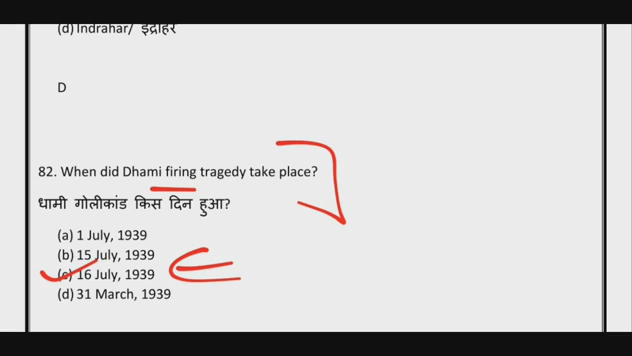 (d) Indrahar/ इंद्राहर
D
82. When did Dhami firing tragedy take place?
धामी गोलीकांड किस दिन हुआ?
(a) 1 July, 1939
(b) 15 July, 1939
(c) 16 July, 1939
(d) 31 March, 1939